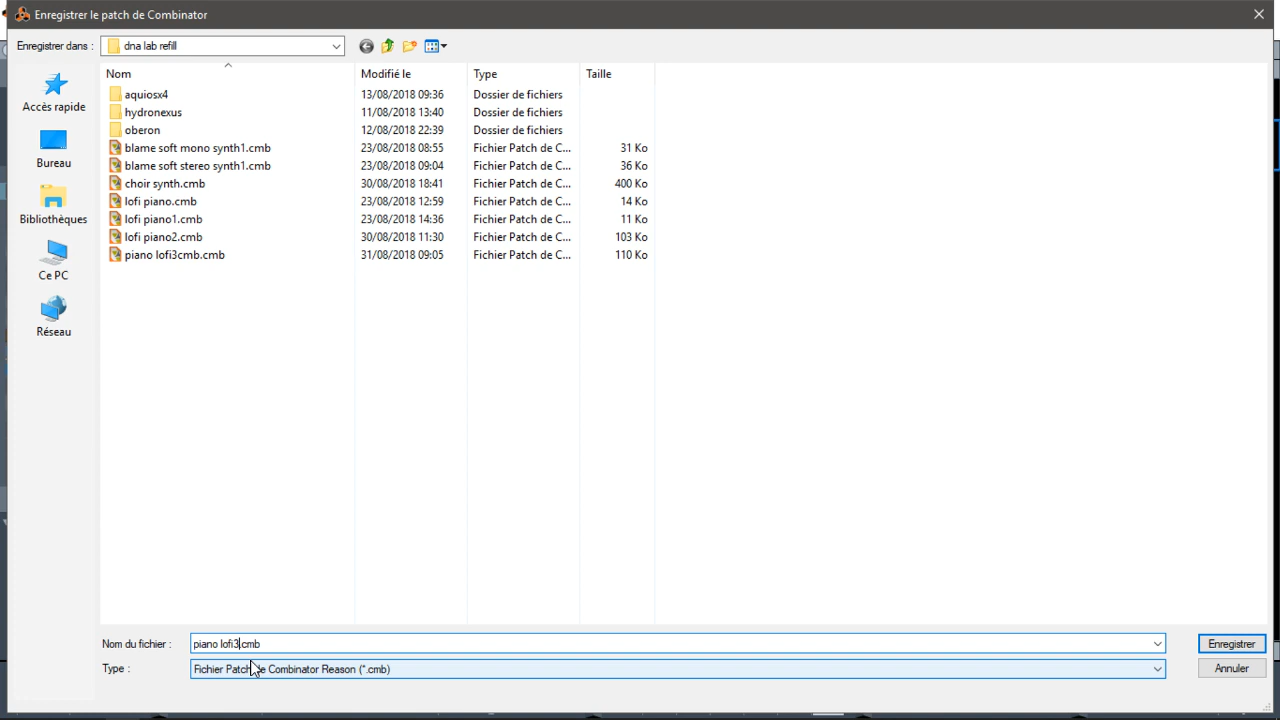 Enregistrer le patch de Combinator
Enregistrer dans : dna lab refill
Nom Modifié le Type Taille
aquiosx4 13/08/2018 09:36 Dossier de fichiers
hydronexus 11/08/2018 13:40 Dossier de fichiers
oberon 12/08/2018 22:39 Dossier de fichiers
blame soft mono synth1.cmb 23/08/2018 08:55 Fichier Patch de C... 31 Ko
blame soft stereo synth1.cmb 23/08/2018 09:04 Fichier Patch de C... 36 Ko
choir synth.cmb 30/08/2018 18:41 Fichier Patch de C... 400 Ko
lofi piano.cmb 23/08/2018 12:59 Fichier Patch de C... 14 Ko
lofi piano1.cmb 23/08/2018 14:36 Fichier Patch de C... 11 Ko
lofi piano2.cmb 30/08/2018 11:30 Fichier Patch de C... 103 Ko
piano lofi3cmb.cmb 31/08/2018 09:05 Fichier Patch de C... 110 Ko
Accès rapide
Bureau
Bibliothèques
Ce PC
Réseau
Nom du fichier : piano lofi3.cmb Enregistrer
Type : Fichier Patch de Combinator Reason (*.cmb) Annuler